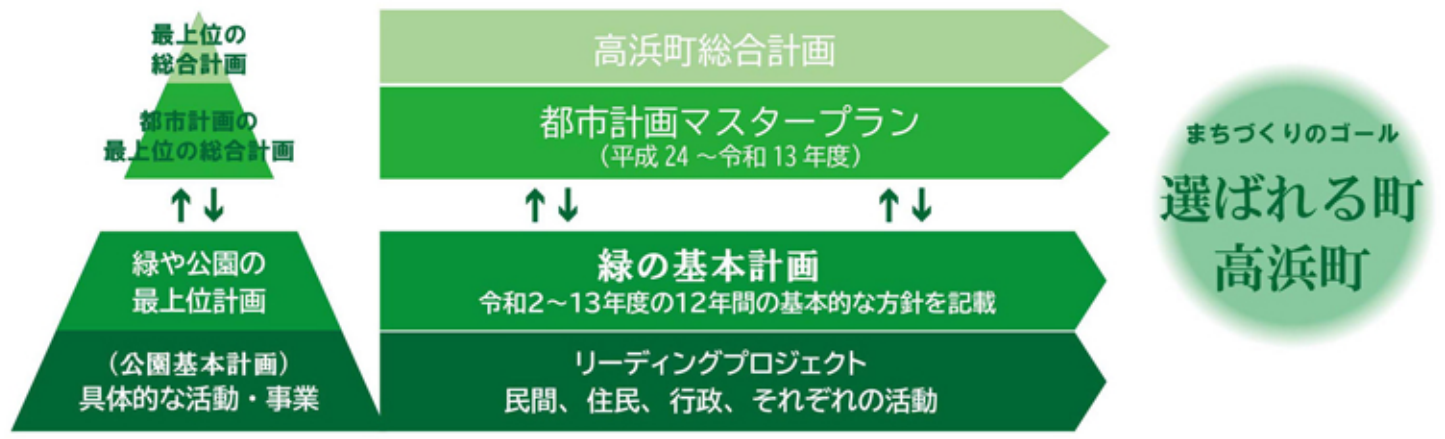 最上位の
総合計画
高浜町総合計画
都市計画の
最上位の総合計画
都市計画マスタープラン
（平成 24 ～令和 13 年度）
↑↓
↑↓
↑↓
緑や公園の
最上位計画
緑の基本計画
令和2～13年度の12年間の基本的な方針を記載
（公園基本計画）
具体的な活動・事業
リーディングプロジェクト
民間、住民、行政、それぞれの活動
まちづくりのゴール
選ばれる町
高浜町